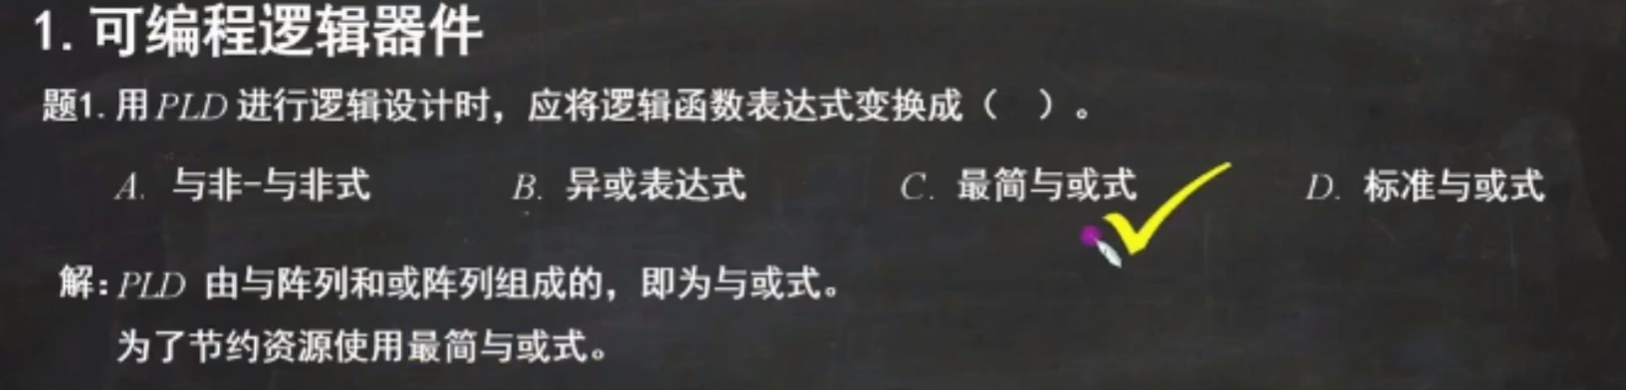 1.可编程逻辑器件
题1.用PLD进行逻辑设计时，应将逻辑函数表达式变换成（ ）。
A. 与非-与非式 B. 异或表达式 C. 最简与或式 D. 标准与或式
解:PLD 由与阵列和或阵列组成的，即为与或式。
为了节约资源使用最简与或式。